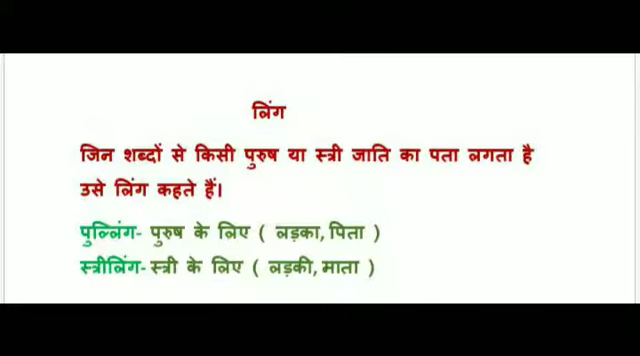 लिंग
जिन शब्दों से किसी पुरुष या स्त्री जाति का पता लगता है
उसे लिंग कहते हैं।
पुल्लिंग- पुरुष के लिए ( लड़का, पिता )
स्त्रीलिंग- स्त्री के लिए ( लड़की, माता )